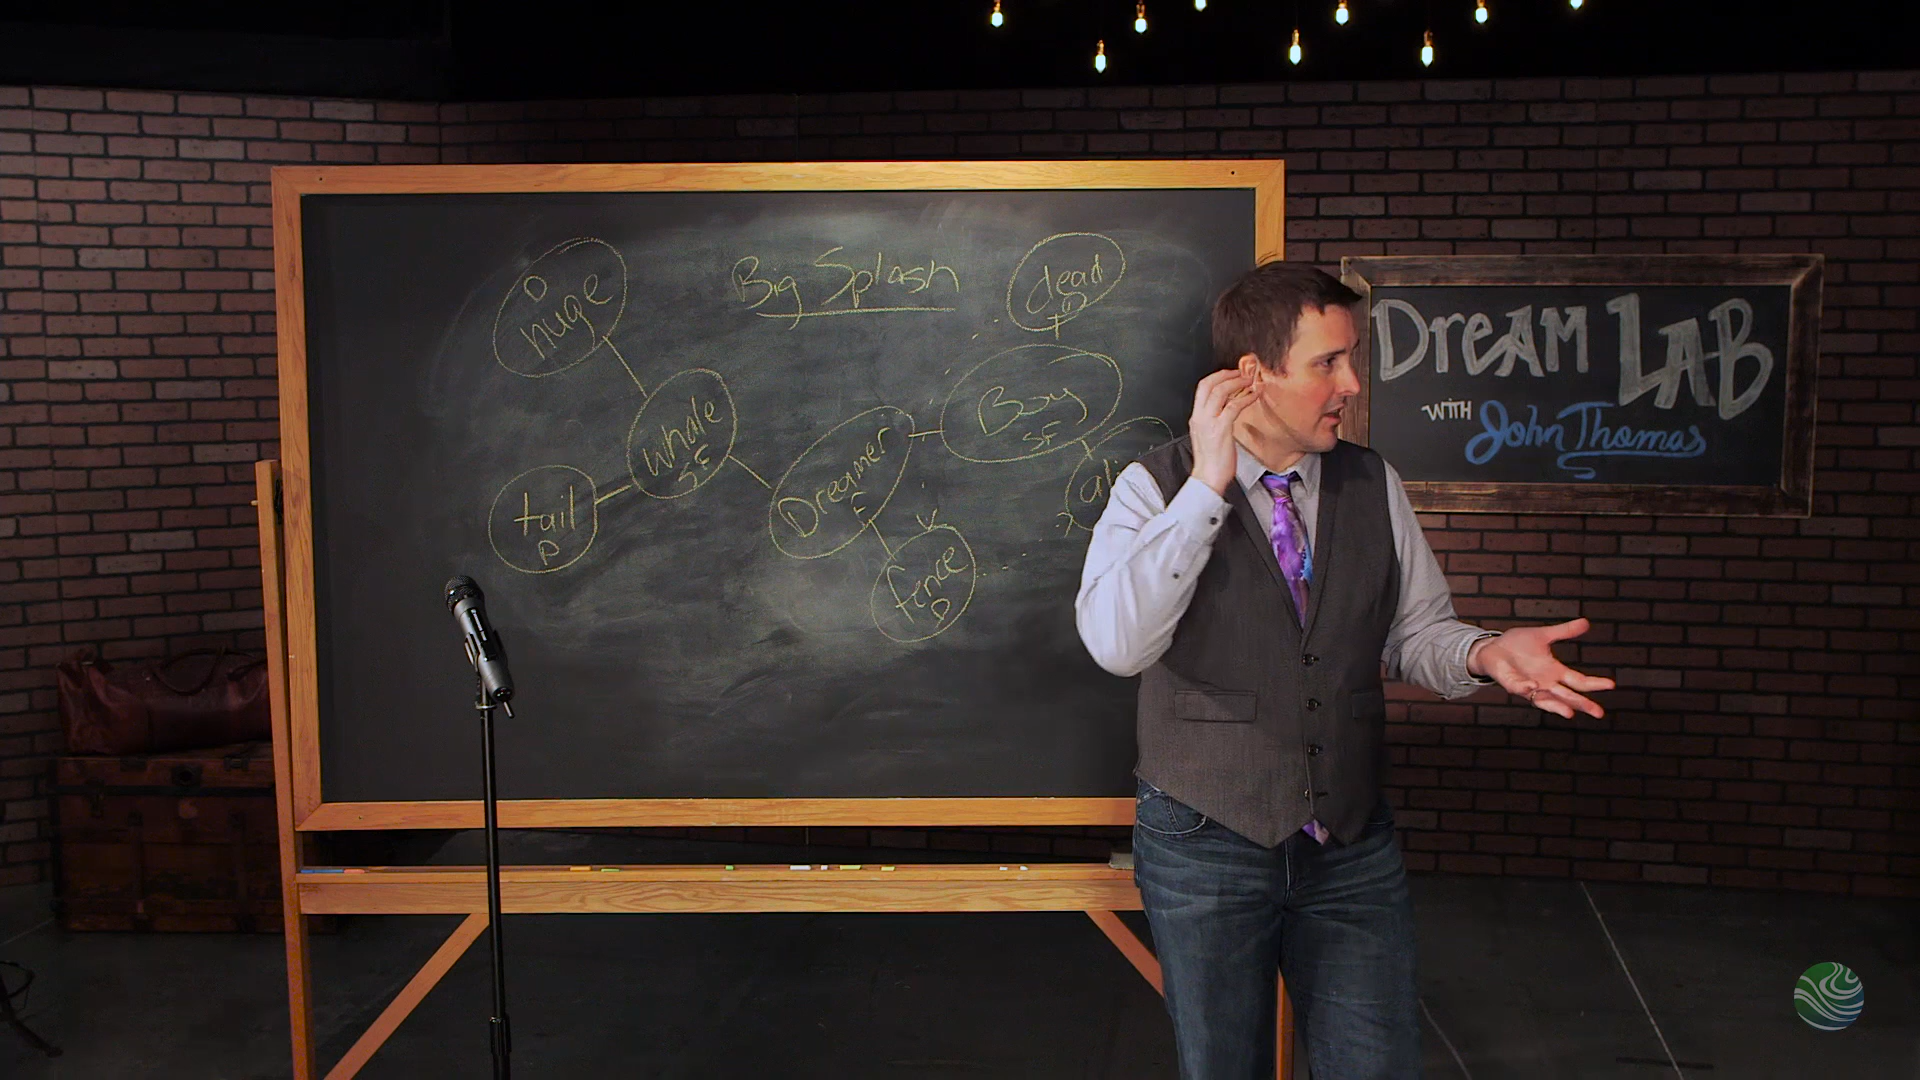 Big Splash
huge
D
dead
D
whale
SF
Boy
SF
tail
D
Dreamer
F
fence
D
Dream LAB
WITH John Thomas